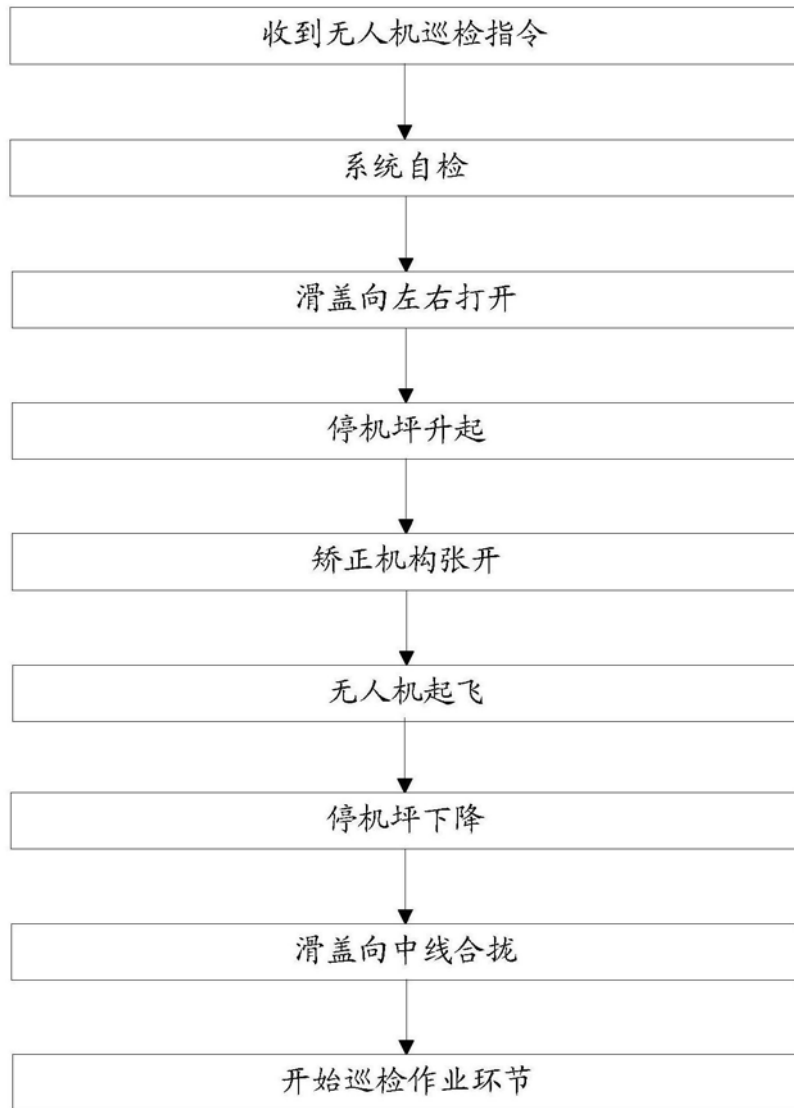 收到无人机巡检指令
系统自检
滑盖向左右打开
停机坪升起
矫正机构张开
无人机起飞
停机坪下降
滑盖向中线合拢
开始巡检作业环节